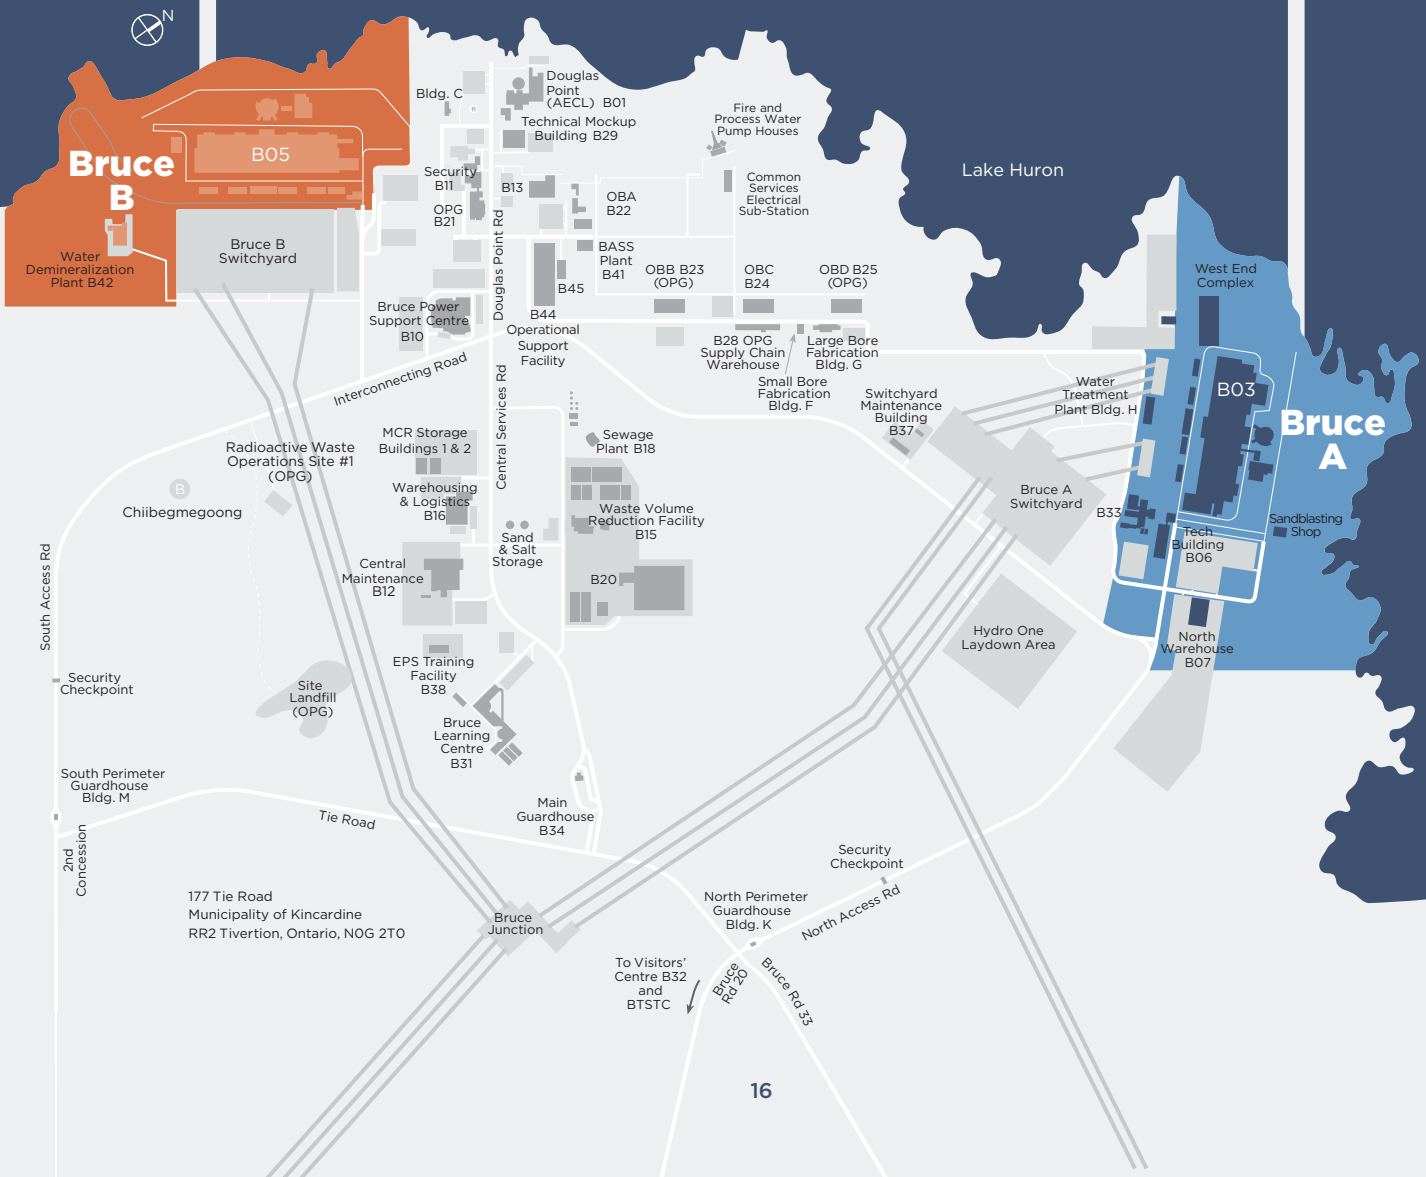 N
Bruce
B
B05
Water
Demineralization
Plant B42
Bruce B
Switchyard
Bldg. C
Douglas
Point
(AECL) B01
Technical Mockup
Building B29
Security
B11
B13
OPG
B21
Douglas Point Rd
OBA
B22
BASS
Plant
B41
B45
B44
Operational
Support
Facility
Fire and
Process Water
Pump Houses
Common
Services
Electrical
Sub-Station
OBB B23
(OPG)
OBC
B24
OBD B25
(OPG)
B28 OPG
Supply Chain
Warehouse
Large Bore
Fabrication
Bldg. G
Small Bore
Fabrication
Bldg. F
Lake Huron
Bruce Power
Support Centre
B10
Interconnecting Road
Central Services Rd
West End
Complex
B03
Bruce
A
Water
Treatment
Plant Bldg. H
Switchyard
Maintenance
Building
B37
Bruce A
Switchyard
B33
Tech
Building
B06
Sandblasting
Shop
North
Warehouse
B07
Hydro One
Laydown Area
Radioactive Waste
Operations Site #1
(OPG)
B
Chiibegmegoong
MCR Storage
Buildings 1 & 2
Warehousing
& Logistics
B16
Sewage
Plant B18
Waste Volume
Reduction Facility
B15
Sand
& Salt
Storage
B20
Central
Maintenance
B12
EPS Training
Facility
B38
Bruce
Learning
Centre
B31
Site
Landfill
(OPG)
South Access Rd
Security
Checkpoint
South Perimeter
Guardhouse
Bldg. M
2nd
Concession
Tie Road
Main
Guardhouse
B34
177 Tie Road
Municipality of Kincardine
RR2 Tivertion, Ontario, N0G 2T0
Bruce
Junction
Security
Checkpoint
North Access Rd
North Perimeter
Guardhouse
Bldg. K
To Visitors'
Centre B32
and
BTSTC
Bruce
Rd 20
Bruce Rd 33
16